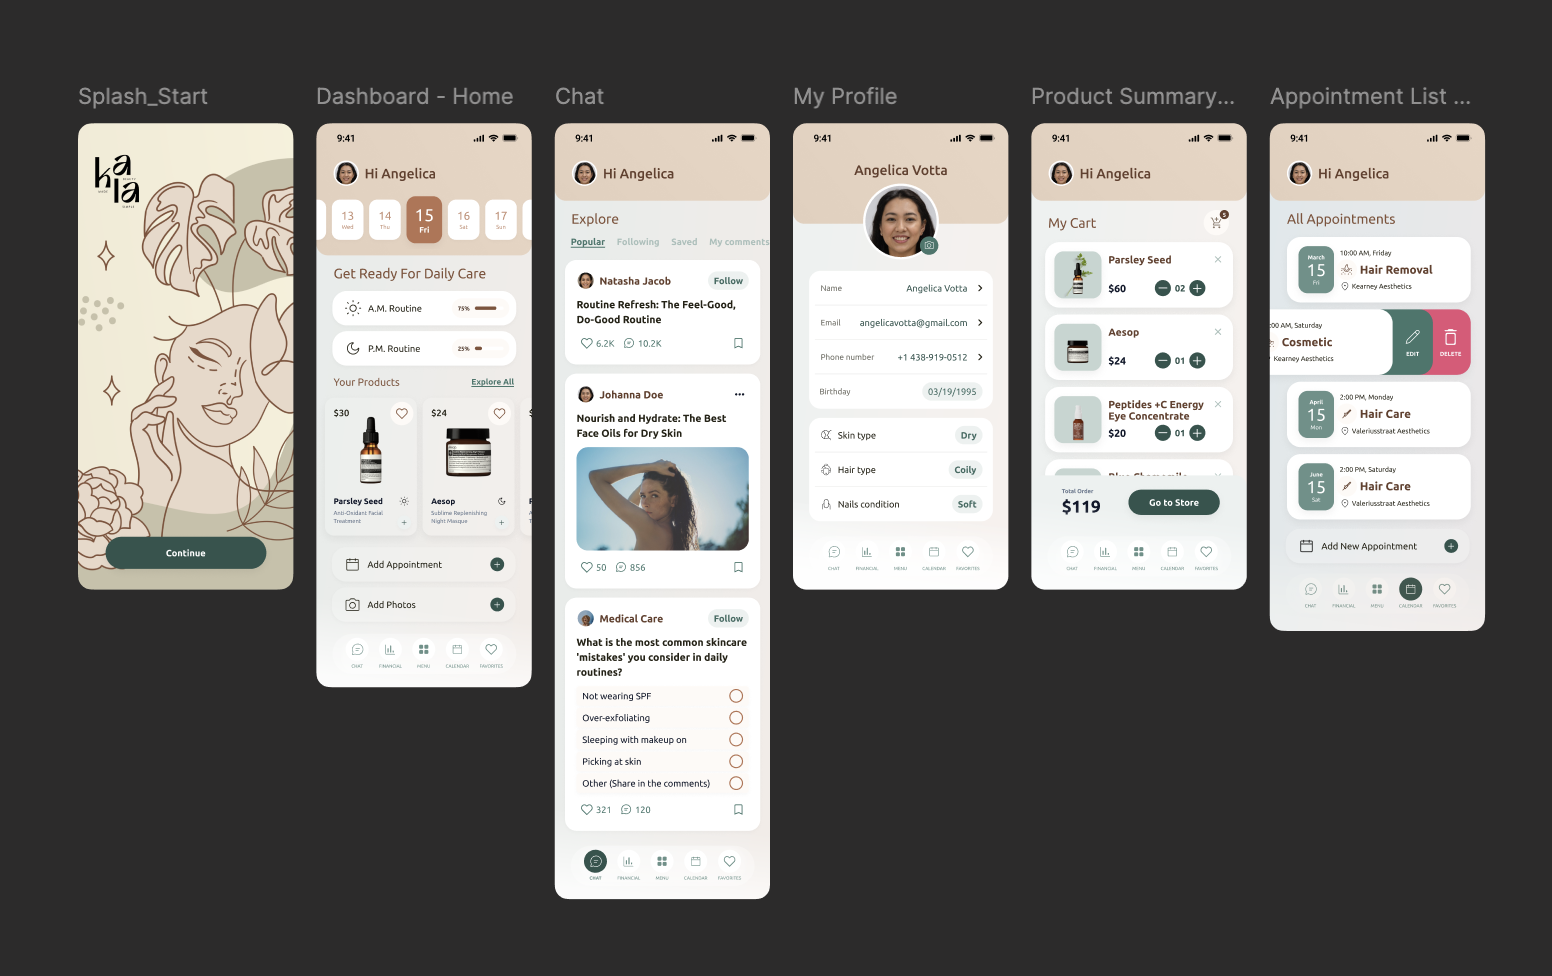 Splash_Start
kala
Continue
Dashboard - Home
9:41
Hi Angelica
13
Wed
14
Thu
15
Fri
16
Sat
17
Sun
Get Ready For Daily Care
A.M. Routine
75%
P.M. Routine
25%
Your Products
Explore All
$30
Parsley Seed
Anti-Oxidant Facial
Treatment
+
$24
Aesop
Sublime Replenishing
Night Masque
+
Add Appointment
Add Photos
CHAT
FINANCIAL
MENU
CALENDAR
FAVORITES
Chat
9:41
Hi Angelica
Explore
Popular
Following
Saved
My comments
Natasha Jacob
Follow
Routine Refresh: The Feel-Good,
Do-Good Routine
6.2K
10.2K
Johanna Doe
Nourish and Hydrate: The Best
Face Oils for Dry Skin
50
856
Medical Care
Follow
What is the most common skincare
'mistakes' you consider in daily
routines?
Not wearing SPF
Over-exfoliating
Sleeping with makeup on
Picking at skin
Other (Share in the comments)
321
120
CHAT
FINANCIAL
MENU
CALENDAR
FAVORITES
My Profile
9:41
Angelica Votta
Name
Angelica Votta
Email
angelicavotta@gmail.com
Phone number
+1 438-919-0512
Birthday
03/19/1995
Skin type
Dry
Hair type
Coily
Nails condition
Soft
CHAT
FINANCIAL
MENU
CALENDAR
FAVORITES
Product Summary...
9:41
Hi Angelica
My Cart
5
Parsley Seed
$60
02
Aesop
$24
01
Peptides +C Energy
Eye Concentrate
$20
01
Blue Chamomile
Total Order
$119
Go to Store
CHAT
FINANCIAL
MENU
CALENDAR
FAVORITES
Appointment List ...
9:41
Hi Angelica
All Appointments
March
15
Fri
10:00 AM, Friday
Hair Removal
Kearney Aesthetics
:00 AM, Saturday
Cosmetic
Kearney Aesthetics
EDIT
DELETE
April
15
Mon
2:00 PM, Monday
Hair Care
Valeriusstraat Aesthetics
June
15
Sat
2:00 PM, Saturday
Hair Care
Valeriusstraat Aesthetics
Add New Appointment
CHAT
FINANCIAL
MENU
CALENDAR
FAVORITES